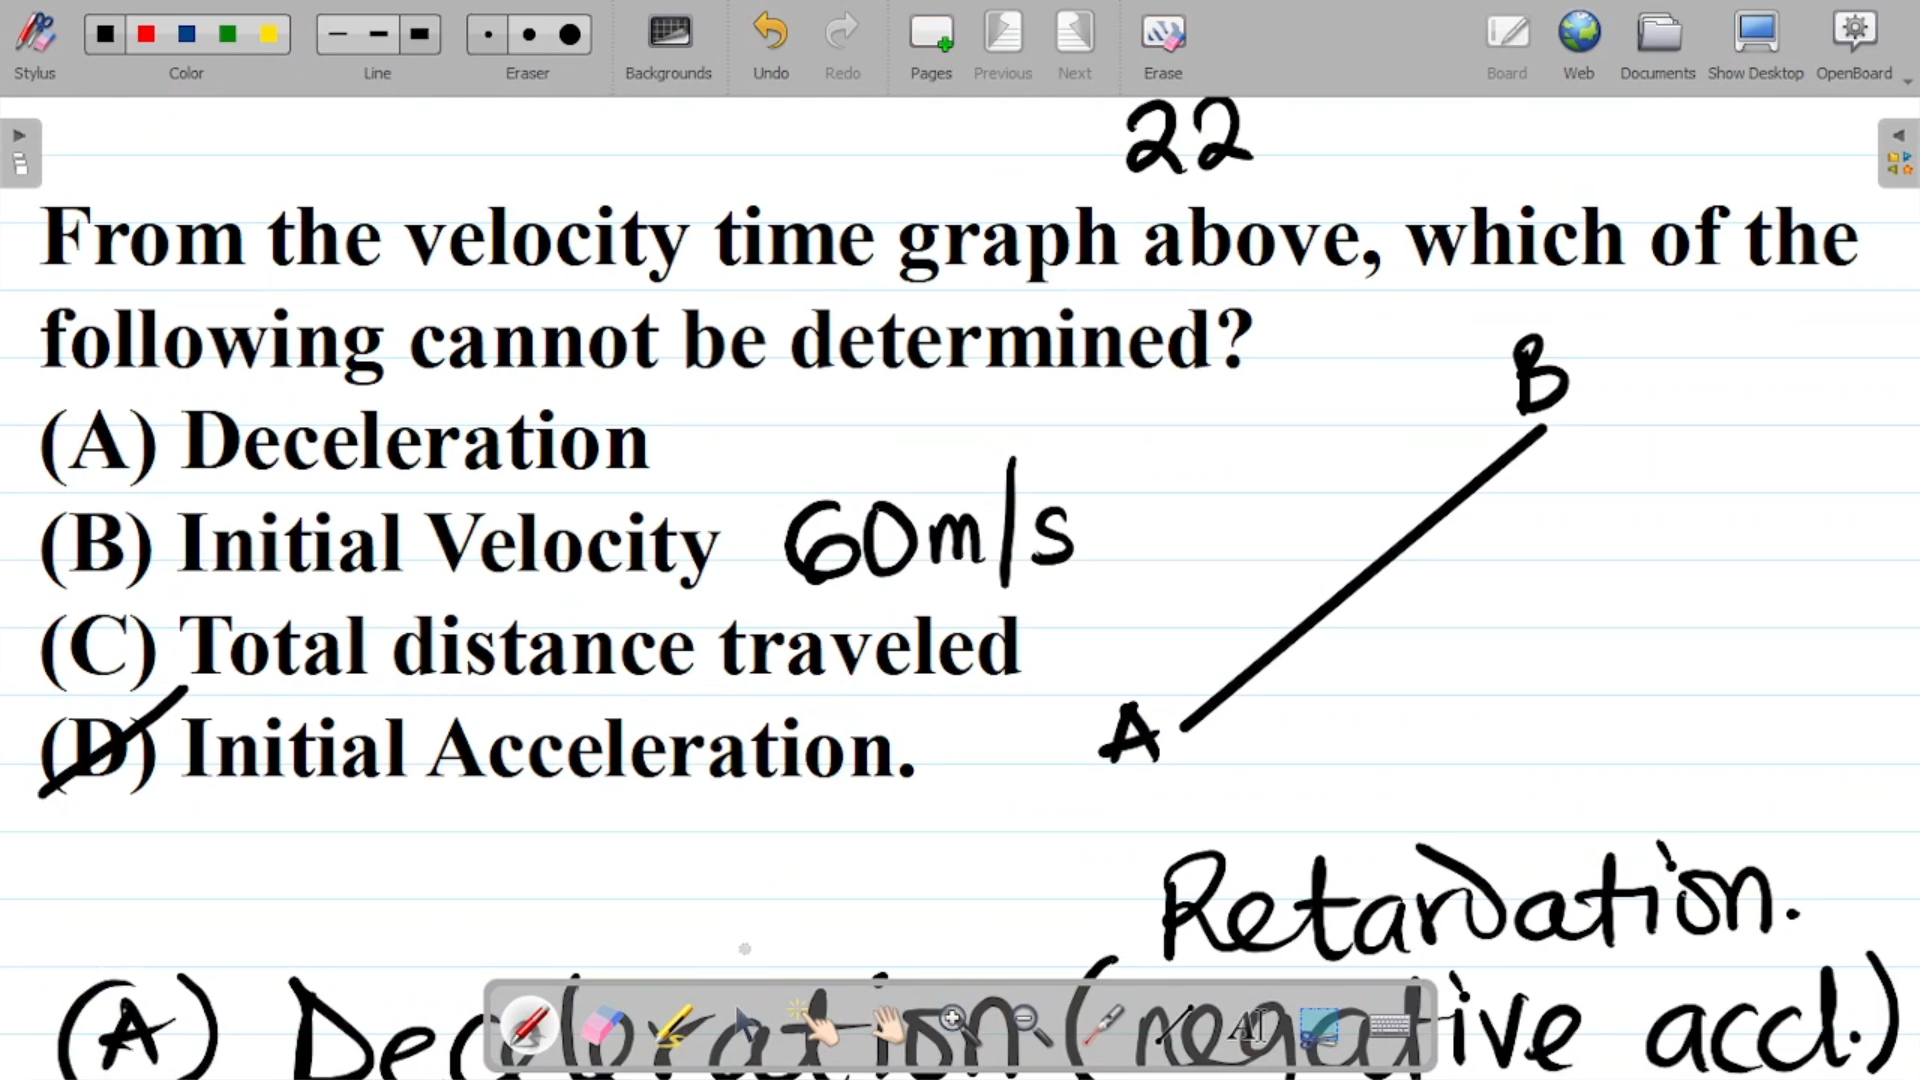 Stylus Color Line Eraser Backgrounds Undo Redo Pages Previous Next Erase Board Web Documents Show Desktop OpenBoard
22
From the velocity time graph above, which of the
following cannot be determined?
B
(A) Deceleration
(B) Initial Velocity 60m/s
(C) Total distance traveled
A
(D) Initial Acceleration.
Retardation.
(A) Deceleration (negative accl.)